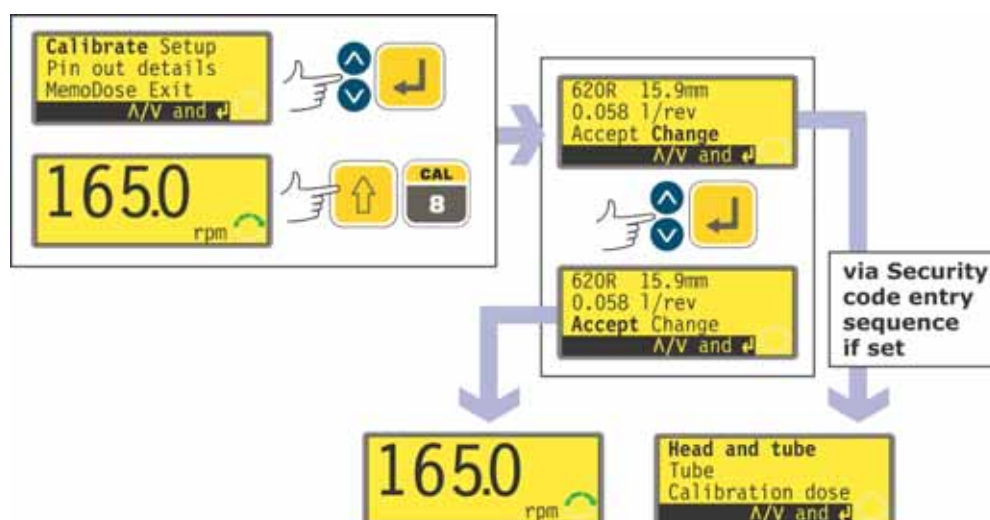 Calibrate Setup
Pin out details
MemoDose Exit
Λ/V and ↲
165.0
rpm
CAL
8
620R 15.9mm
0.058 l/rev
Accept Change
Λ/V and ↲
620R 15.9mm
0.058 l/rev
Accept Change
Λ/V and ↲
via Security
code entry
sequence
if set
165.0
rpm
Head and tube
Tube
Calibration dose
Λ/V and ↲